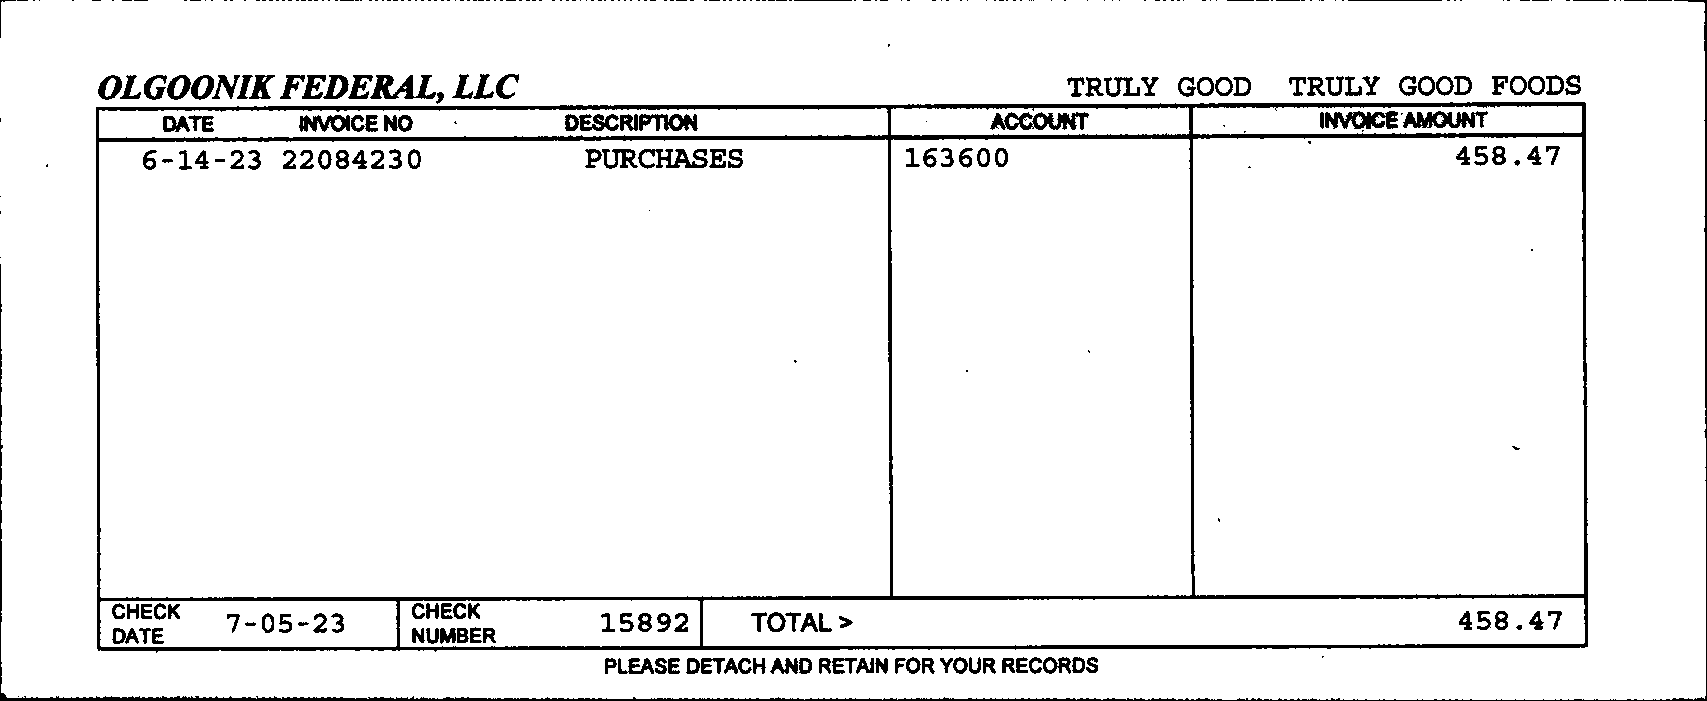 OLGOONIK FEDERAL, LLC TRULY GOOD TRULY GOOD FOODS
DATE INVOICE NO DESCRIPTION ACCOUNT INVOICE AMOUNT
6-14-23 22084230 PURCHASES 163600 458.47
CHECK DATE 7-05-23 CHECK NUMBER 15892 TOTAL > 458.47
PLEASE DETACH AND RETAIN FOR YOUR RECORDS